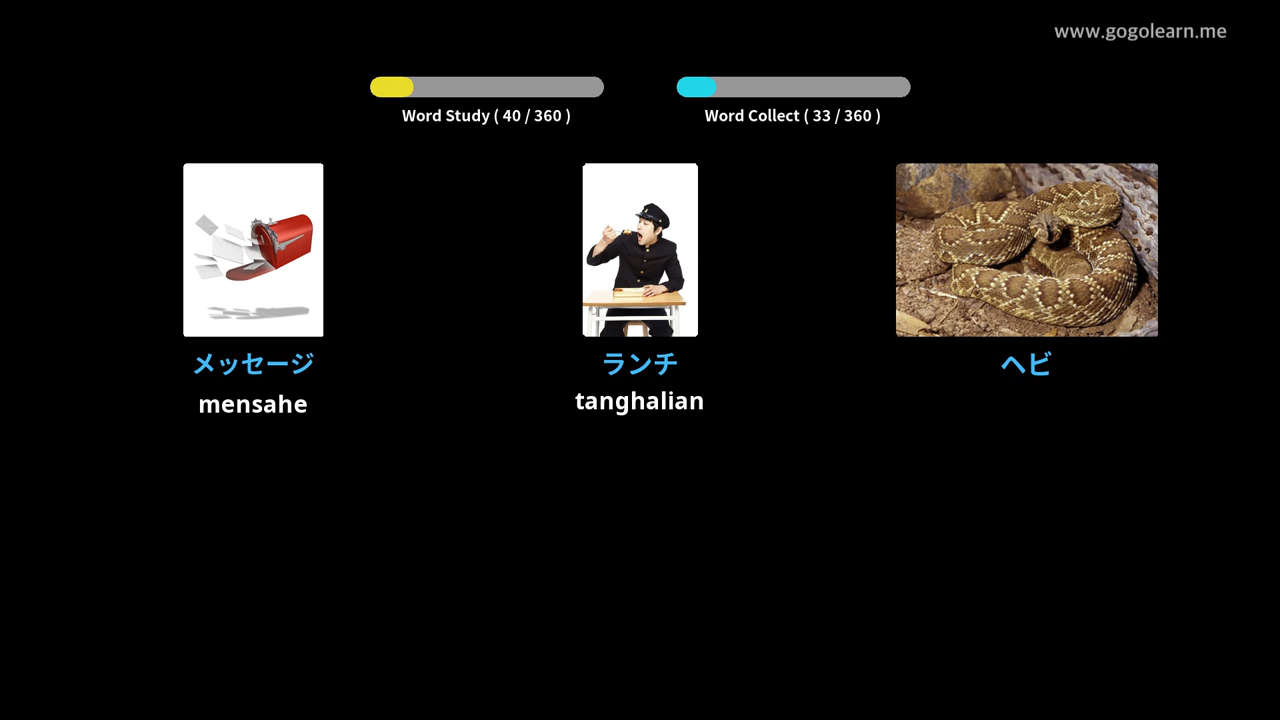 www.gogolearn.me
Word Study ( 40 / 360 )
Word Collect ( 33 / 360 )
メッセージ
ランチ
ヘビ
mensahe
tanghalian